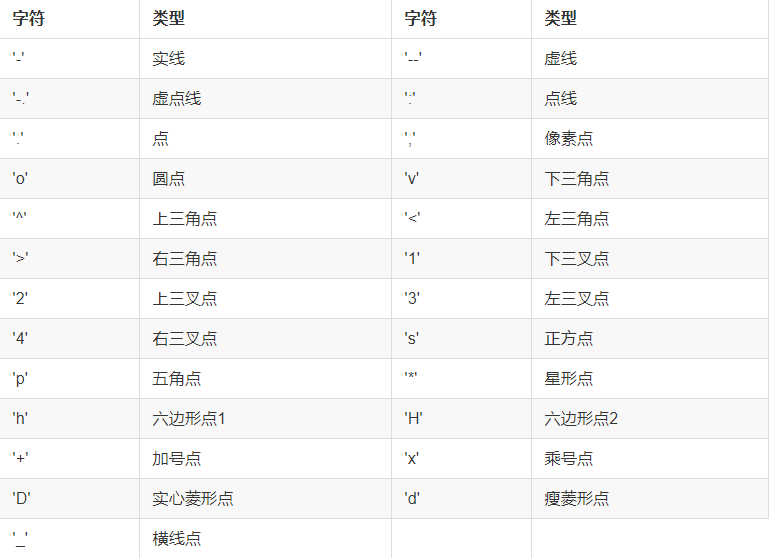 字符 类型 字符 类型
'-' 实线 '--' 虚线
'-.' 虚点线 ':' 点线
'.' 点 ',' 像素点
'o' 圆点 'v' 下三角点
'^' 上三角点 '<' 左三角点
'>' 右三角点 '1' 下三叉点
'2' 上三叉点 '3' 左三叉点
'4' 右三叉点 's' 正方点
'p' 五角点 '*' 星形点
'h' 六边形点1 'H' 六边形点2
'+' 加号点 'x' 乘号点
'D' 实心菱形点 'd' 瘦菱形点
'_' 横线点